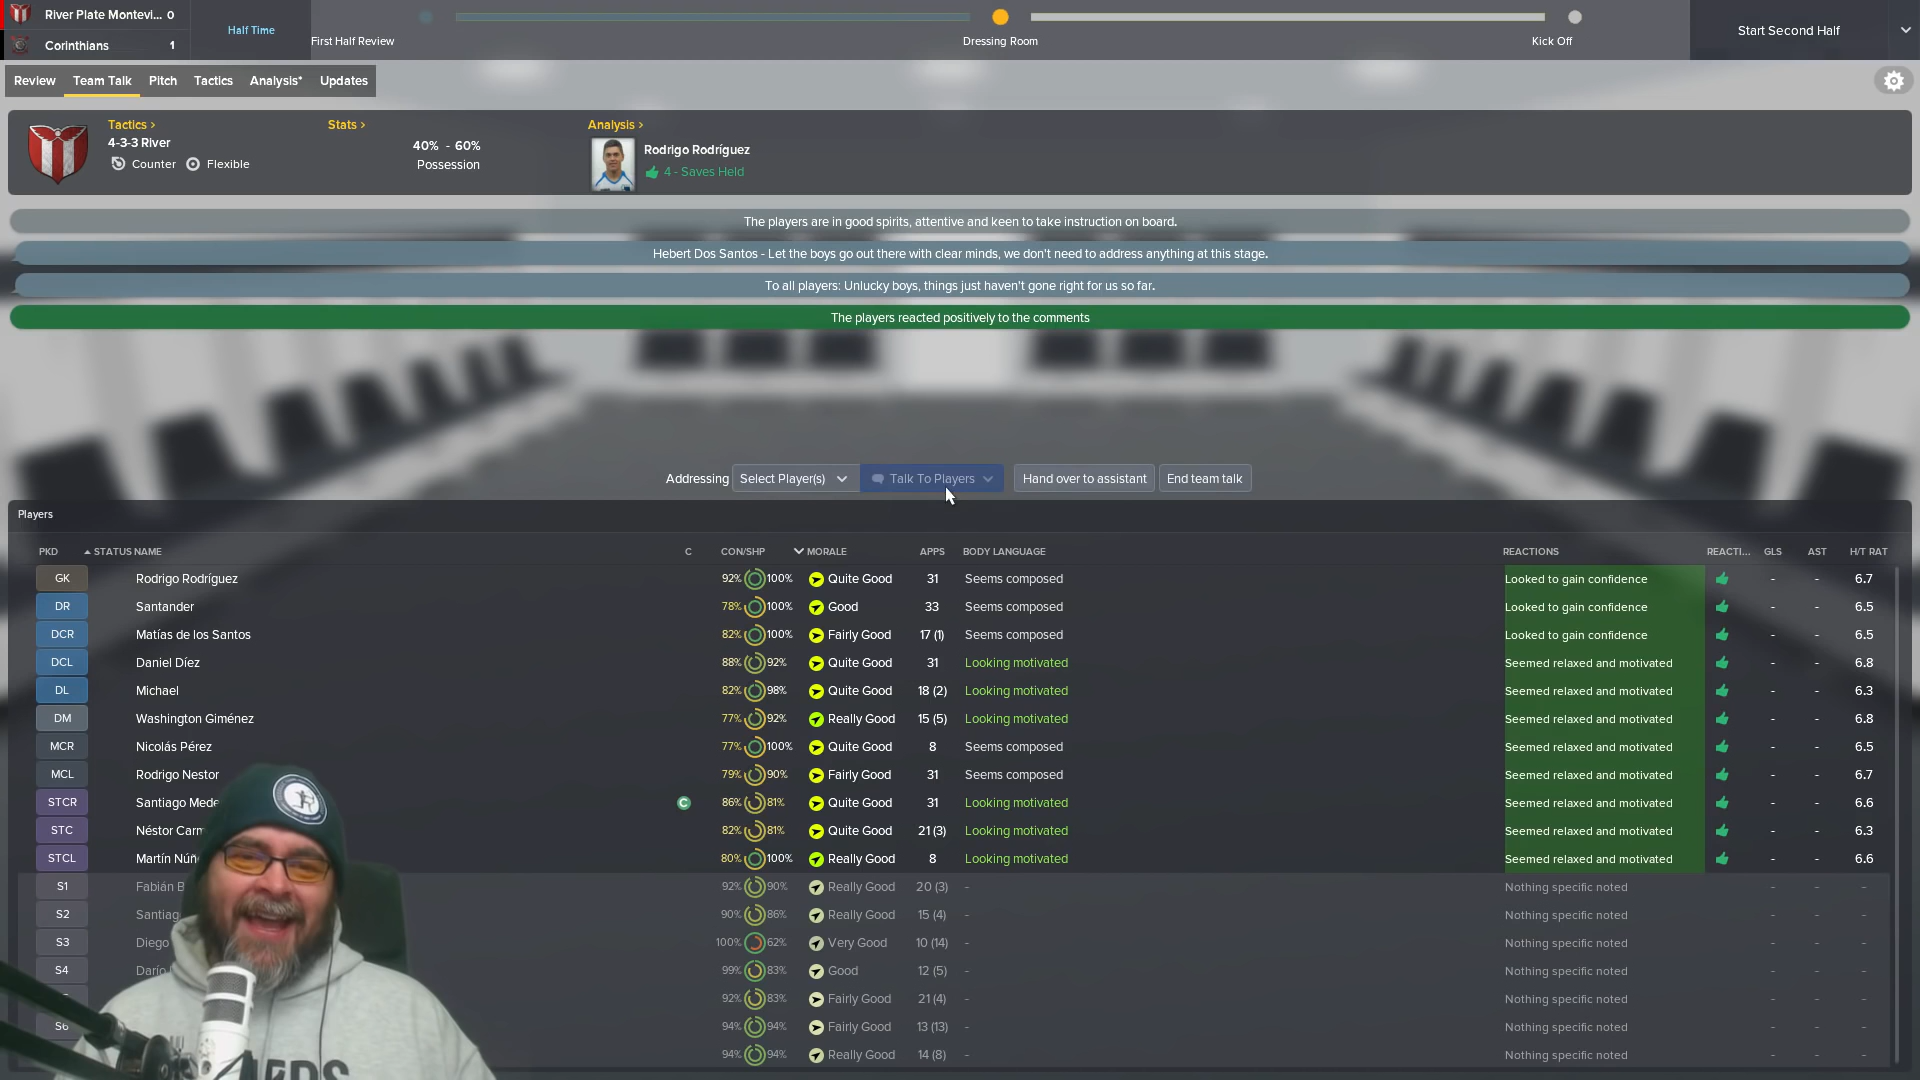 River Plate Montevi... 0
Corinthians 1
Half Time
First Half Review
Dressing Room
Kick Off
Start Second Half
Review Team Talk Pitch Tactics Analysis* Updates
Tactics >
4-3-3 River
Counter Flexible
Stats >
40% - 60%
Possession
Analysis >
Rodrigo Rodríguez
4 - Saves Held
The players are in good spirits, attentive and keen to take instruction on board.
Hebert Dos Santos - Let the boys go out there with clear minds, we don't need to address anything at this stage.
To all players: Unlucky boys, things just haven't gone right for us so far.
The players reacted positively to the comments
Addressing Select Player(s) Talk To Players Hand over to assistant End team talk
Players
PKD STATUS NAME C CON/SHP MORALE APPS BODY LANGUAGE REACTIONS REACTI... GLS AST H/T RAT
GK Rodrigo Rodríguez 92% 100% Quite Good 31 Seems composed Looked to gain confidence - - 6.7
DR Santander 78% 100% Good 33 Seems composed Looked to gain confidence - - 6.5
DCR Matías de los Santos 82% 100% Fairly Good 17 (1) Seems composed Looked to gain confidence - - 6.5
DCL Daniel Díez 88% 92% Quite Good 31 Looking motivated Seemed relaxed and motivated - - 6.8
DL Michael 82% 98% Quite Good 18 (2) Looking motivated Seemed relaxed and motivated - - 6.3
DM Washington Giménez 77% 92% Really Good 15 (5) Looking motivated Seemed relaxed and motivated - - 6.8
MCR Nicolás Pérez 77% 100% Quite Good 8 Seems composed Seemed relaxed and motivated - - 6.5
MCL Rodrigo Nestor 79% 90% Fairly Good 31 Seems composed Seemed relaxed and motivated - - 6.7
STCR Santiago Mede C 86% 81% Quite Good 31 Looking motivated Seemed relaxed and motivated - - 6.6
STC Néstor Carm 82% 81% Quite Good 21 (3) Looking motivated Seemed relaxed and motivated - - 6.3
STCL Martín Núñ 80% 100% Really Good 8 Looking motivated Seemed relaxed and motivated - - 6.6
S1 Fabián B 92% 90% Really Good 20 (3) - Nothing specific noted - - -
S2 Santiag 90% 86% Really Good 15 (4) - Nothing specific noted - - -
S3 Diego 100% 62% Very Good 10 (14) - Nothing specific noted - - -
S4 Darío 99% 83% Good 12 (5) - Nothing specific noted - - -
92% 83% Fairly Good 21 (4) - Nothing specific noted - - -
S6 94% 94% Fairly Good 13 (13) - Nothing specific noted - - -
94% 94% Really Good 14 (8) - Nothing specific noted - - -